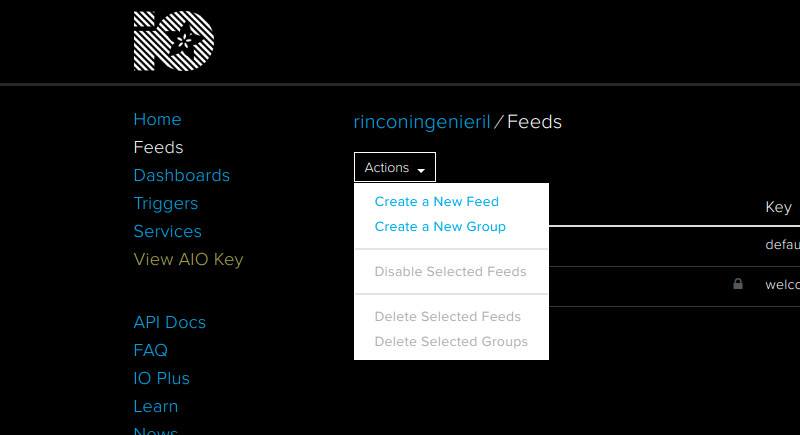 IO
Home
Feeds
Dashboards
Triggers
Services
View AIO Key
API Docs
FAQ
IO Plus
Learn
News
rinconingenieril / Feeds
Actions
Create a New Feed
Create a New Group
Disable Selected Feeds
Delete Selected Feeds
Delete Selected Groups
Key
defau
welco